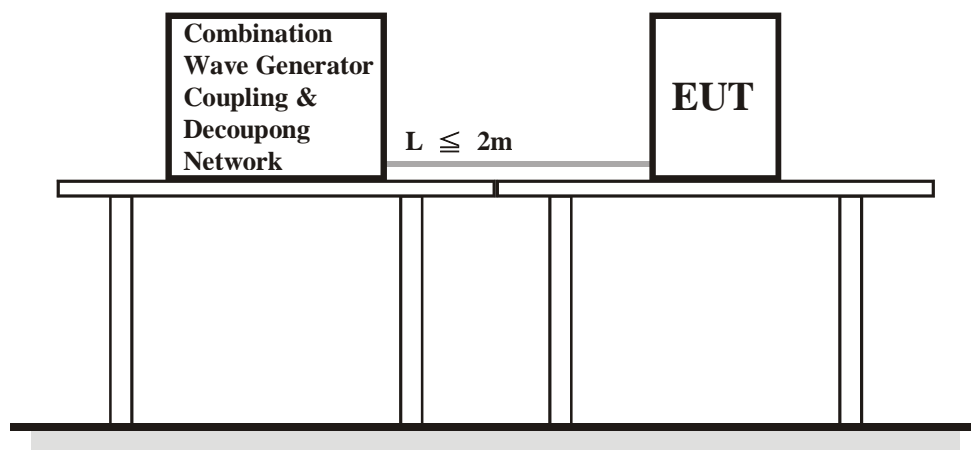 Combination
Wave Generator
Coupling &
Decoupong
Network
L ≦ 2m
EUT